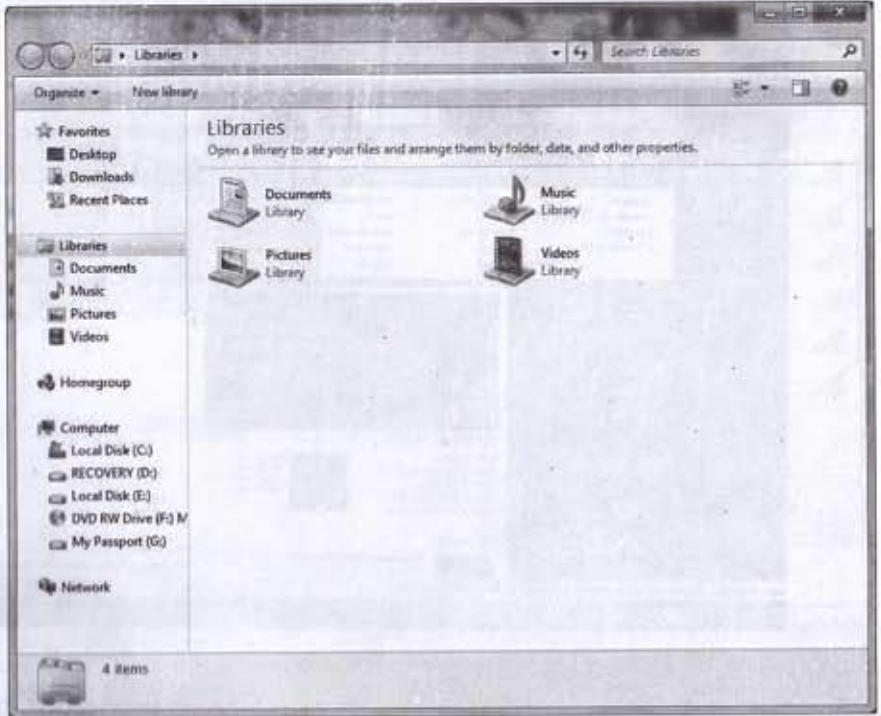 Libraries
Search Libraries
Organize
New library
Favorites
Desktop
Downloads
Recent Places
Libraries
Documents
Music
Pictures
Videos
Homegroup
Computer
Local Disk (C:)
RECOVERY (D:)
Local Disk (E:)
DVD RW Drive (F:) M
My Passport (G:)
Network
Libraries
Open a library to see your files and arrange them by folder, date, and other properties.
Documents
Library
Music
Library
Pictures
Library
Videos
Library
4 items